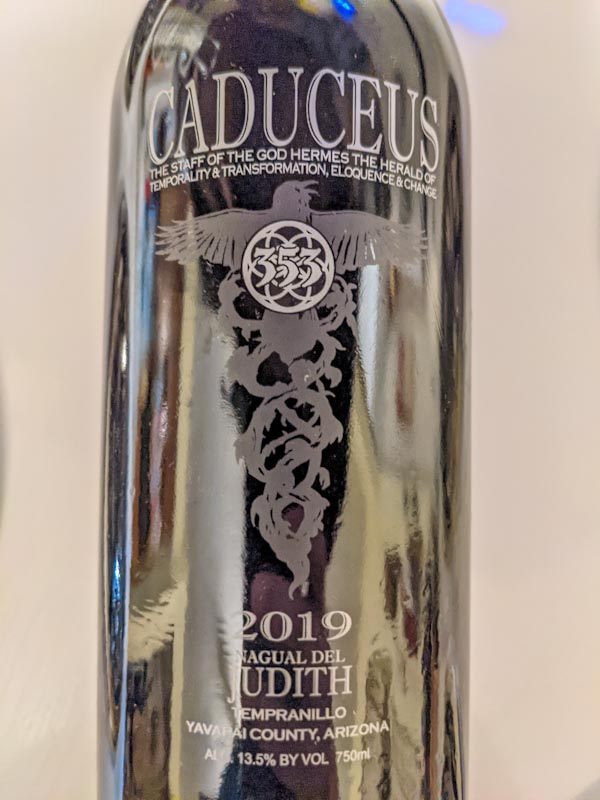 CADUCEUS
THE STAFF OF THE GOD HERMES THE HERALD OF
TEMPORALITY & TRANSFORMATION, ELOQUENCE & CHANGE
353
2019
NAGUAL DEL
JUDITH
TEMPRANILLO
YAVAPAI COUNTY, ARIZONA
ALC. 13.5% BY VOL 750ml